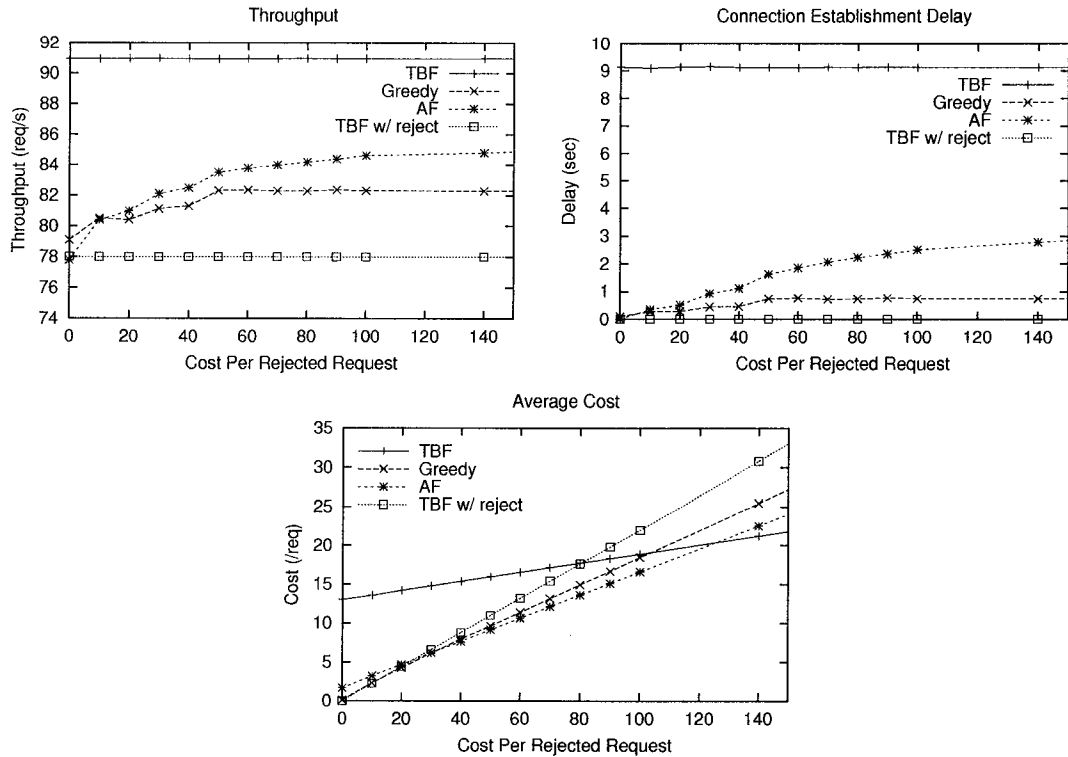 Throughput
92
90
88
86
84
82
80
78
76
74
Throughput (req/s)
TBF
Greedy
AF
TBF w/ reject
0 20 40 60 80 100 120 140
Cost Per Rejected Request
Connection Establishment Delay
10
9
8
7
6
5
4
3
2
1
0
Delay (sec)
TBF
Greedy
AF
TBF w/ reject
0 20 40 60 80 100 120 140
Cost Per Rejected Request
Average Cost
35
30
25
20
15
10
5
0
Cost (/req)
TBF
Greedy
AF
TBF w/ reject
0 20 40 60 80 100 120 140
Cost Per Rejected Request